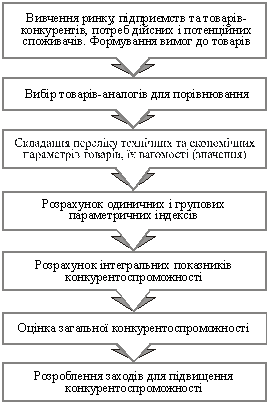 Вивчення ринку, підприємств та товарів-
конкурентів, потреб дійсних і потенційних
споживачів. Формування вимог до товарів
Вибір товарів-аналогів для порівнювання
Складання переліку технічних та економічних
параметрів товарів, їх вагомості (значення)
Розрахунок одиничних і групових
параметричних індексів
Розрахунок інтегральних показників
конкурентоспроможності
Оцінка загальної конкурентоспроможності
Розроблення заходів для підвищення
конкурентоспроможності